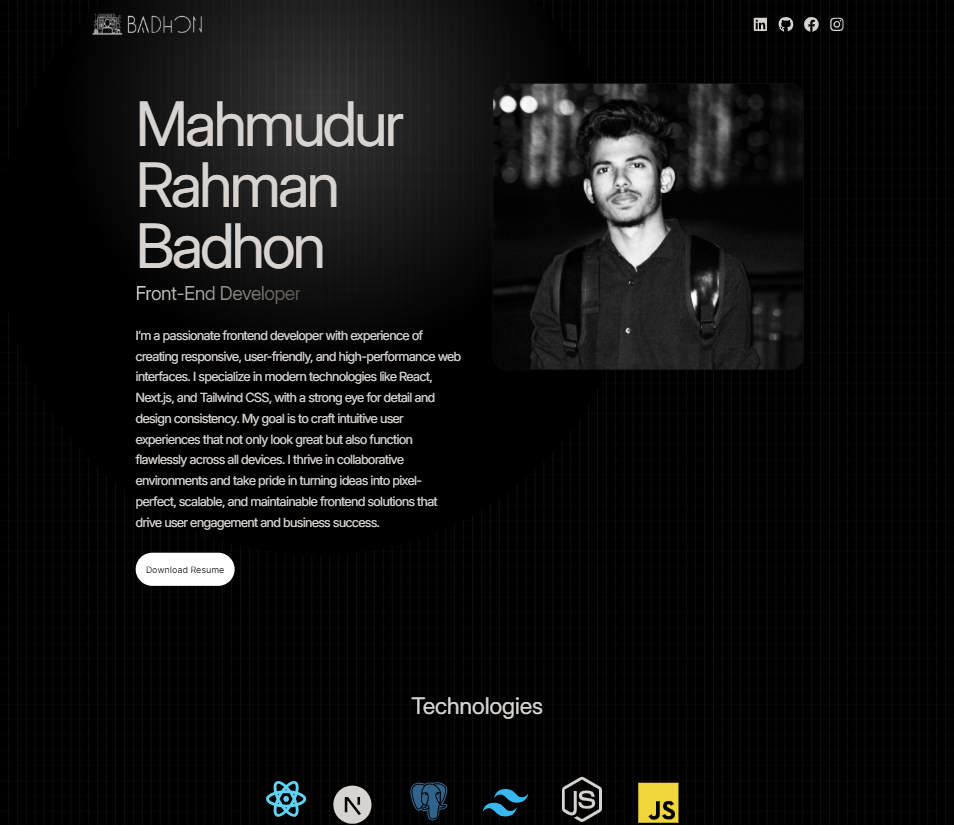 BADHON
in
Mahmudur
Rahman
Badhon
Front-End Developer
I'm a passionate frontend developer with experience of
creating responsive, user-friendly, and high-performance web
interfaces. I specialize in modern technologies like React,
Next.js, and Tailwind CSS, with a strong eye for detail and
design consistency. My goal is to craft intuitive user
experiences that not only look great but also function
flawlessly across all devices. I thrive in collaborative
environments and take pride in turning ideas into pixel-
perfect, scalable, and maintainable frontend solutions that
drive user engagement and business success.
Download Resume
Technologies
N
JS
JS